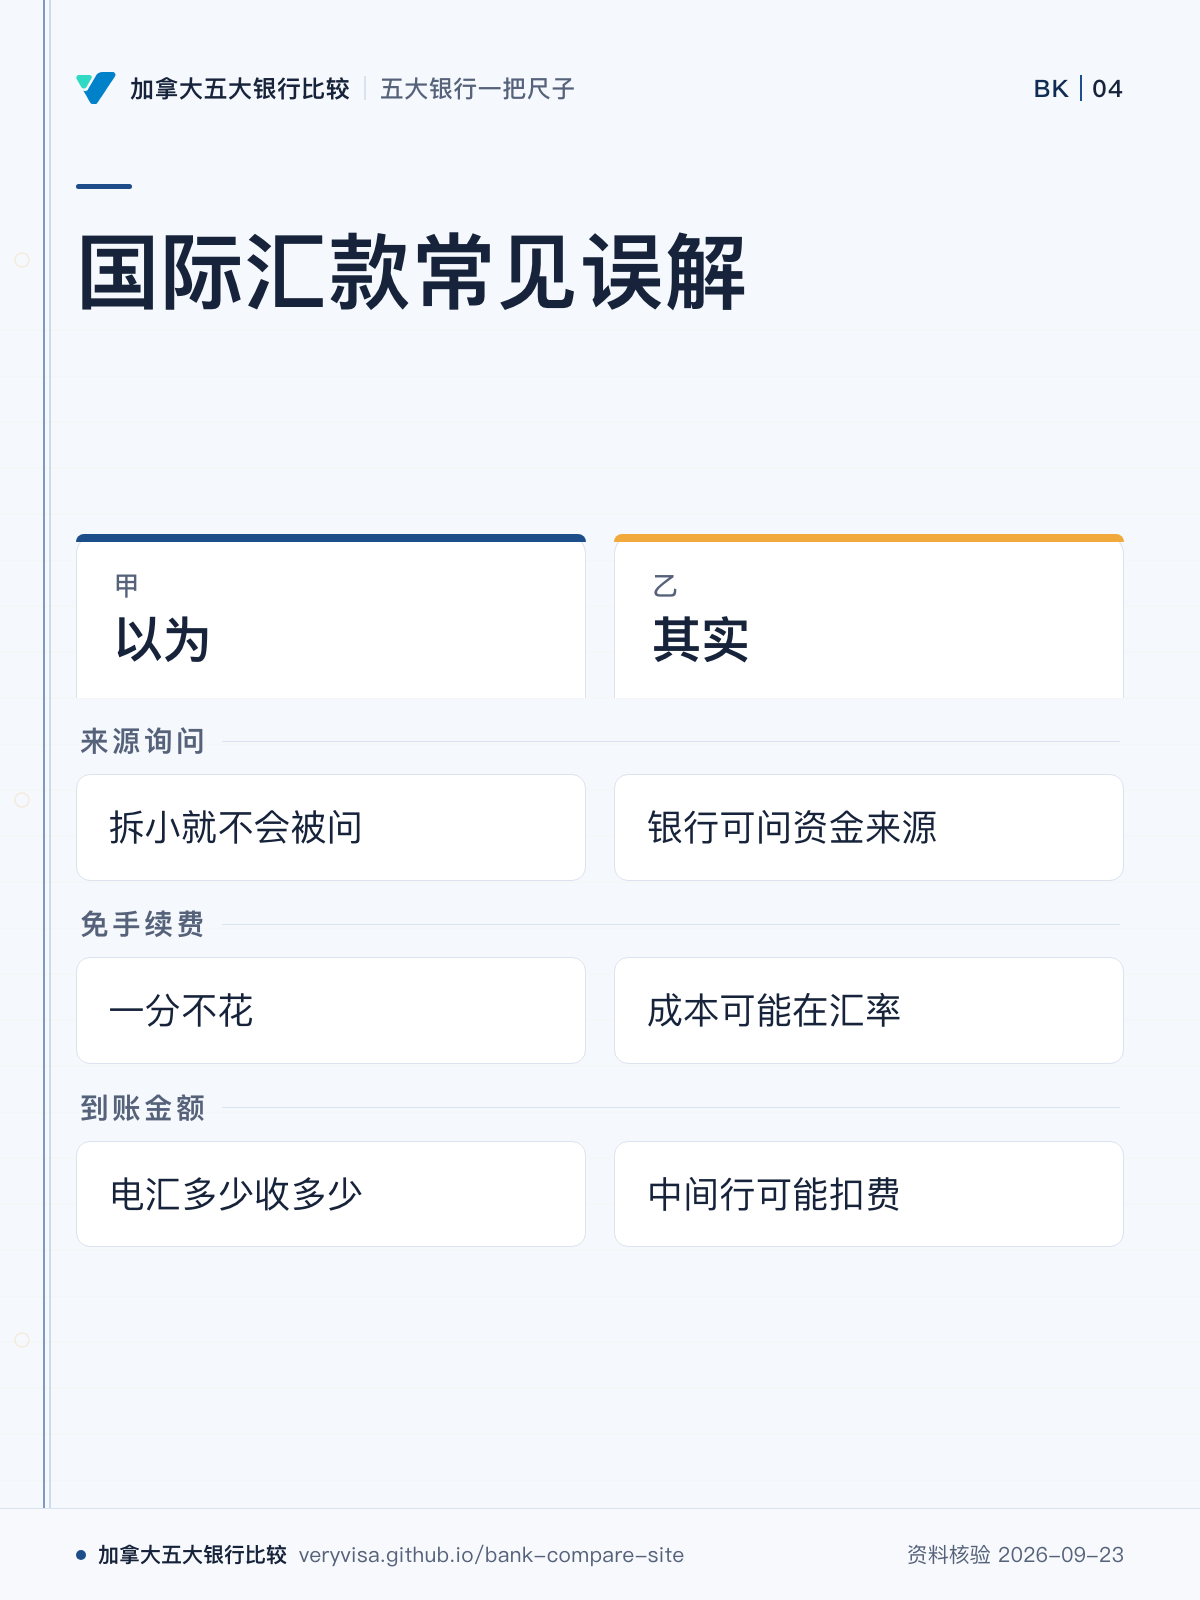 加拿大五大银行比较 五大银行一把尺子 BK 04
国际汇款常见误解
甲 乙
以为 其实
来源询问
拆小就不会被问 银行可问资金来源
免手续费
一分不花 成本可能在汇率
到账金额
电汇多少收多少 中间行可能扣费
加拿大五大银行比较 veryvisa.github.io/bank-compare-site 资料核验 2026-09-23